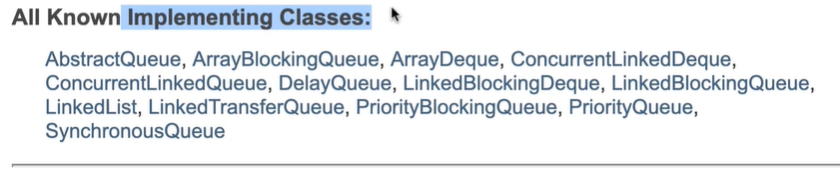 All Known Implementing Classes:
AbstractQueue, ArrayBlockingQueue, ArrayDeque, ConcurrentLinkedDeque,
ConcurrentLinkedQueue, DelayQueue, LinkedBlockingDeque, LinkedBlockingQueue,
LinkedList, LinkedTransferQueue, PriorityBlockingQueue, PriorityQueue,
SynchronousQueue